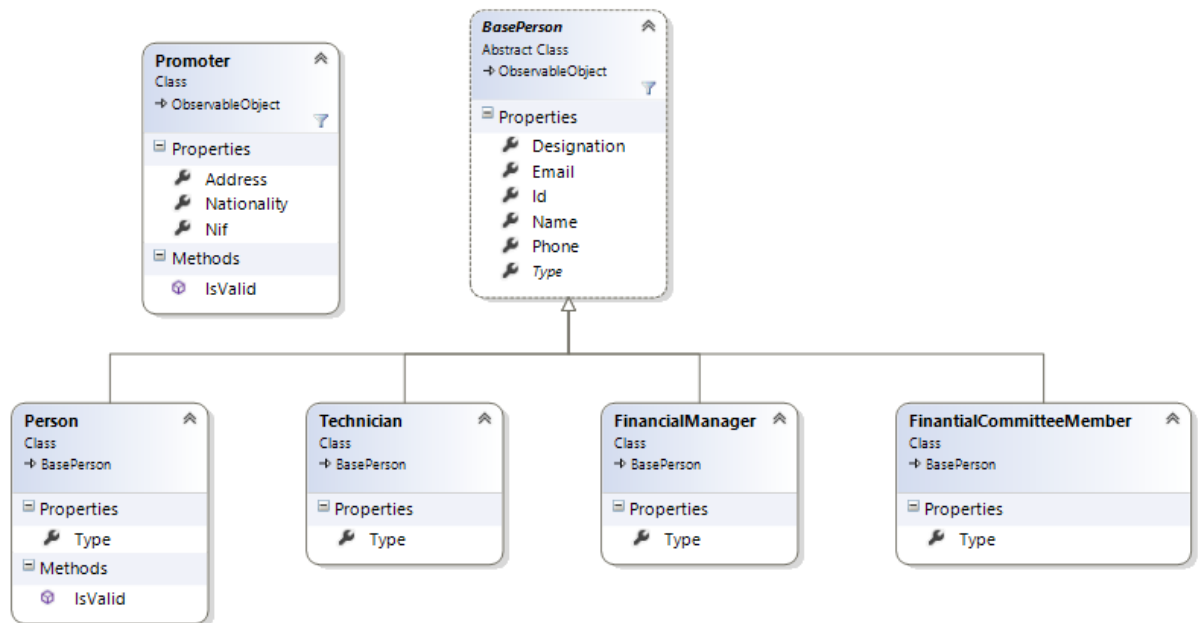 Promoter
Class
ObservableObject
Properties
Address
Nationality
Nif
Methods
IsValid
BasePerson
Abstract Class
ObservableObject
Properties
Designation
Email
Id
Name
Phone
Type
Person
Class
BasePerson
Properties
Type
Methods
IsValid
Technician
Class
BasePerson
Properties
Type
FinancialManager
Class
BasePerson
Properties
Type
FinantialCommitteeMember
Class
BasePerson
Properties
Type